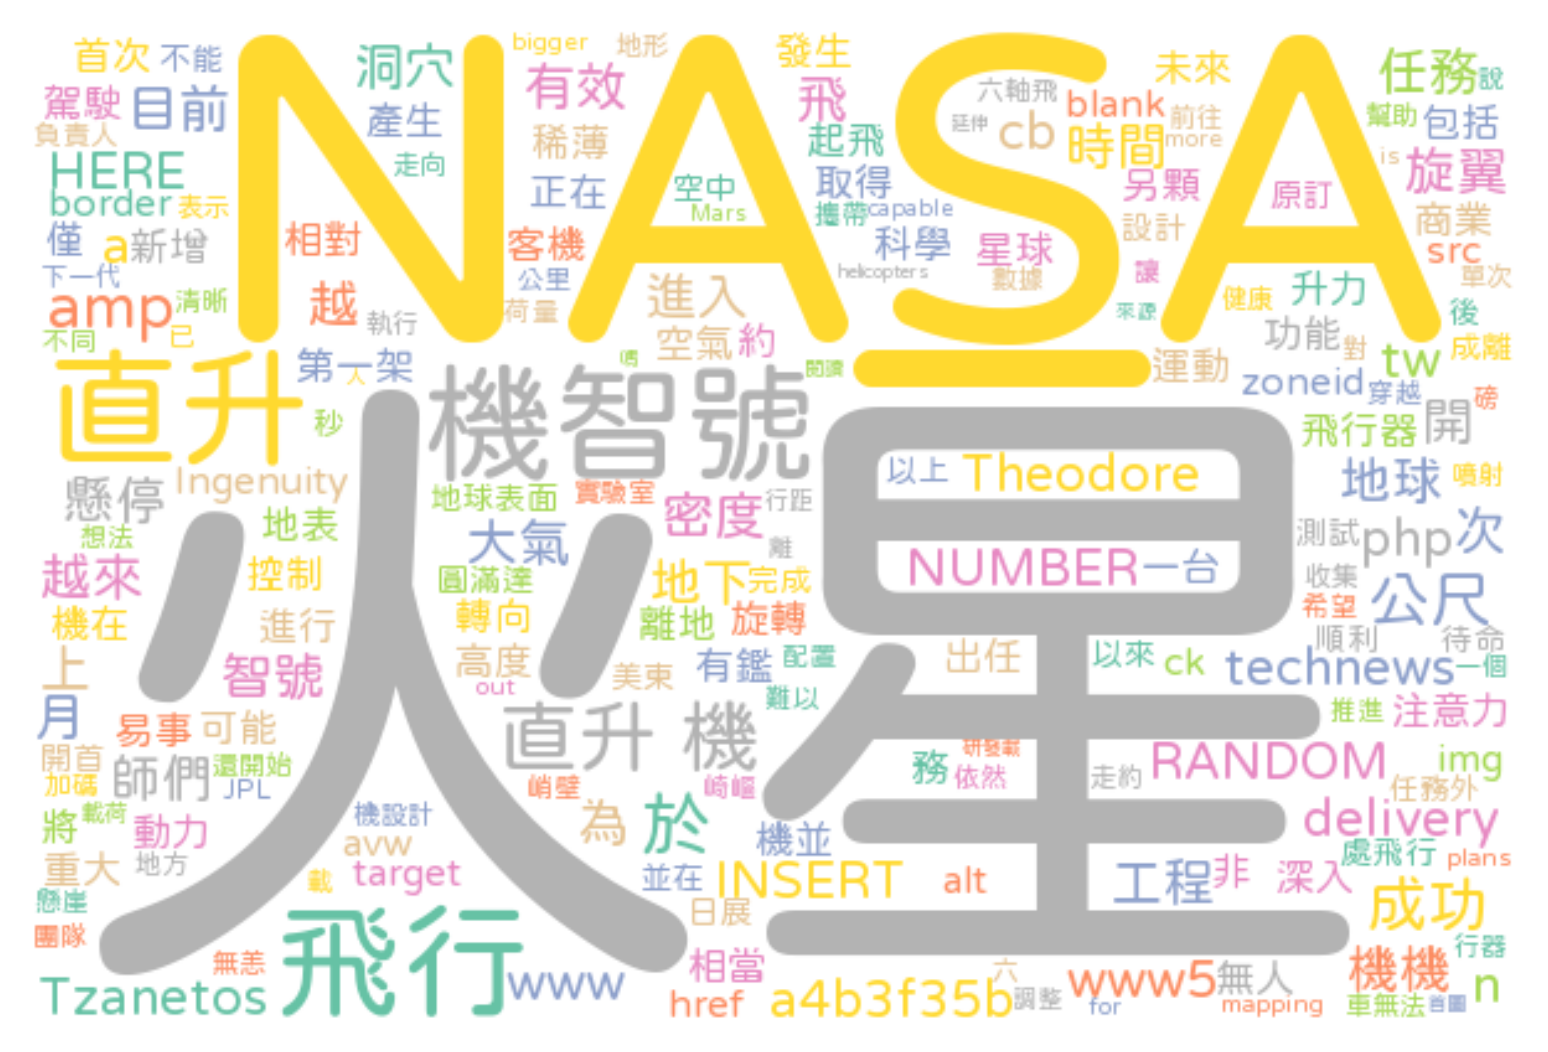 NASA
首次 不能 洞穴 bigger 地形 發生 未來 任務 說
駕駛 目前 產生 有效 飛 六軸飛 blank 前往 幫助 包括
負責人 走向 稀薄 起飛 延伸 cb 時間 more is
HERE 正在 空中 取得 另顆 原訂 旋翼
border 表示 Mars 攜帶 capable 設計 商業
僅 a 新增 相對 客機 科學 星球 讓 src
下一代 公里 helicopters 數據 單次
amp 清晰 越 執行 荷量 進入 來源 健康 升力 後
不同 已 空氣 約 功能 對 成離
直升 第一架 人 閱讀 運動 tw
zoneid 穿越 磅
秒 機智號 飛行器 開
火星
懸停 Ingenuity 地球表面 實驗室 密度 行距 以上 Theodore 地球 噴射
想法 地表 大氣 離 測試 php 次
越來 控制 圓滿達 地下 完成 NUMBER 一台 收集 公尺
機在 進行 轉向 離地 旋轉 希望 順利 待命
上 智號 高度 out 美東 有鑑 配置 出任 以來 ck technews 一個
月 易事 可能 直升 機 難以 推進 注意力
開首 師們 還開始 務 研發載 依然 走約 RANDOM img
加碼 JPL 峭壁 崎嶇 任務外
將 載荷 動力 機設計 為 於 機並 delivery
重大 地方 avw 處飛行 plans
載 target 並在 INSERT alt 工程 非 深入
懸崖 日展 成功
團隊 無恙 飛行 相當 六 機機 行器
Tzanetos www href a4b3f35b 調整 www5 無人 for mapping 車無法 首圖 n